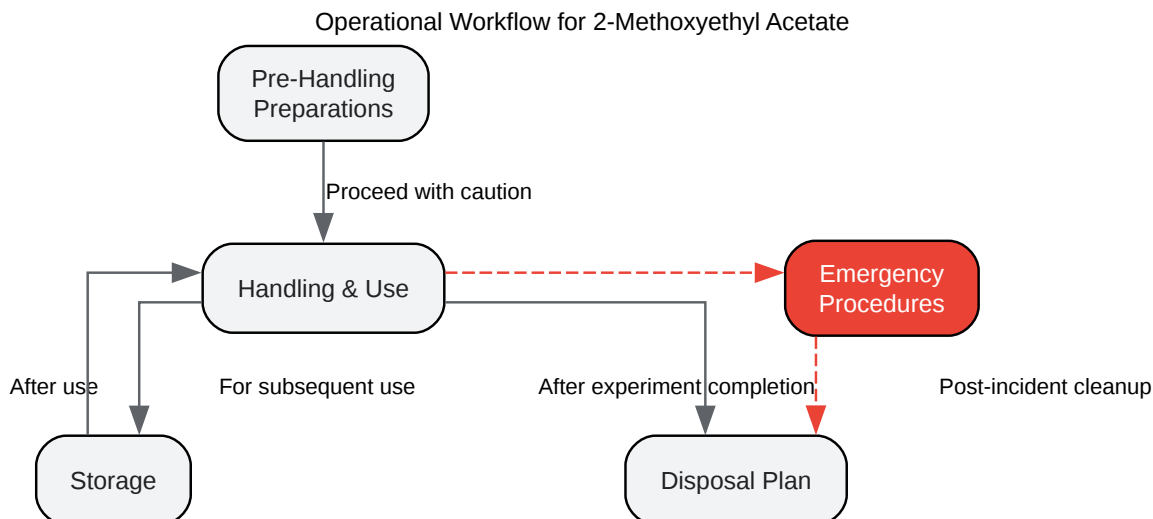 Operational Workflow for 2-Methoxyethyl Acetate
Pre-Handling
Preparations
Proceed with caution
Handling & Use
Emergency
Procedures
After use
For subsequent use
After experiment completion
Post-incident cleanup
Storage
Disposal Plan